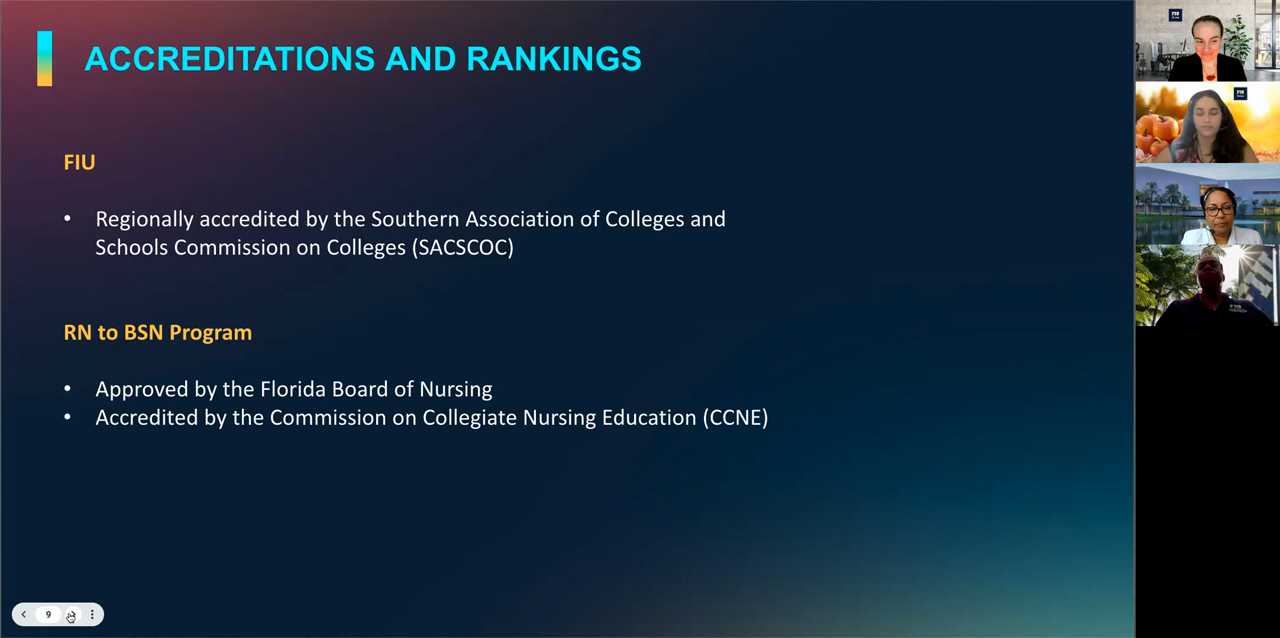 ACCREDITATIONS AND RANKINGS
FIU
• Regionally accredited by the Southern Association of Colleges and
Schools Commission on Colleges (SACSCOC)
RN to BSN Program
• Approved by the Florida Board of Nursing
• Accredited by the Commission on Collegiate Nursing Education (CCNE)
9